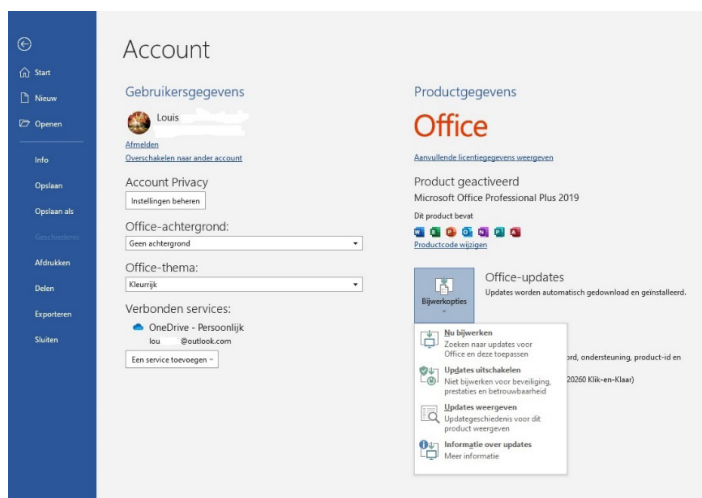 Account
Start
Nieuw
Openen
Info
Opslaan
Opslaan als
Geschiedenis
Afdrukken
Delen
Exporteren
Sluiten
Gebruikersgegevens
Louis
Afmelden
Overschakelen naar ander account
Account Privacy
Instellingen beheren
Office-achtergrond:
Geen achtergrond
Office-thema:
Kleurrijk
Verbonden services:
OneDrive - Persoonlijk
lou @outlook.com
Een service toevoegen
Productgegevens
Office
Aanvullende licentiegegevens weergeven
Product geactiveerd
Microsoft Office Professional Plus 2019
Dit product bevat
Productcode wijzigen
Bijwerkopties
Office-updates
Updates worden automatisch gedownload en geïnstalleerd.
Nu bijwerken
Zoeken naar updates voor
Office en deze toepassen
Updates uitschakelen
Niet bijwerken voor beveiliging,
prestaties en betrouwbaarheid
Updates weergeven
Updategeschiedenis voor dit
product weergeven
Informatie over updates
Meer informatie
ord, ondersteuning, product-id en
20260 Klik-en-Klaar)